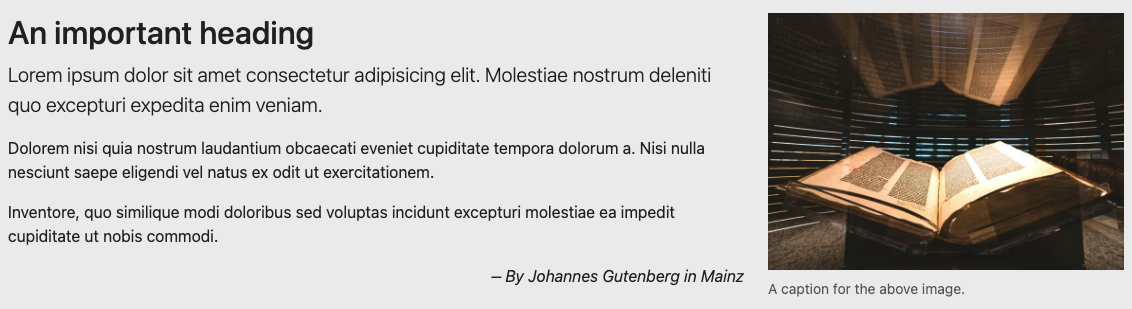 An important heading
Lorem ipsum dolor sit amet consectetur adipisicing elit. Molestiae nostrum deleniti
quo excepturi expedita enim veniam.
Dolorem nisi quia nostrum laudantium obcaecati eveniet cupiditate tempora dolorum a. Nisi nulla
nesciunt saepe eligendi vel natus ex odit ut exercitationem.
Inventore, quo similique modi doloribus sed voluptas incidunt excepturi molestiae ea impedit
cupiditate ut nobis commodi.
— By Johannes Gutenberg in Mainz
A caption for the above image.